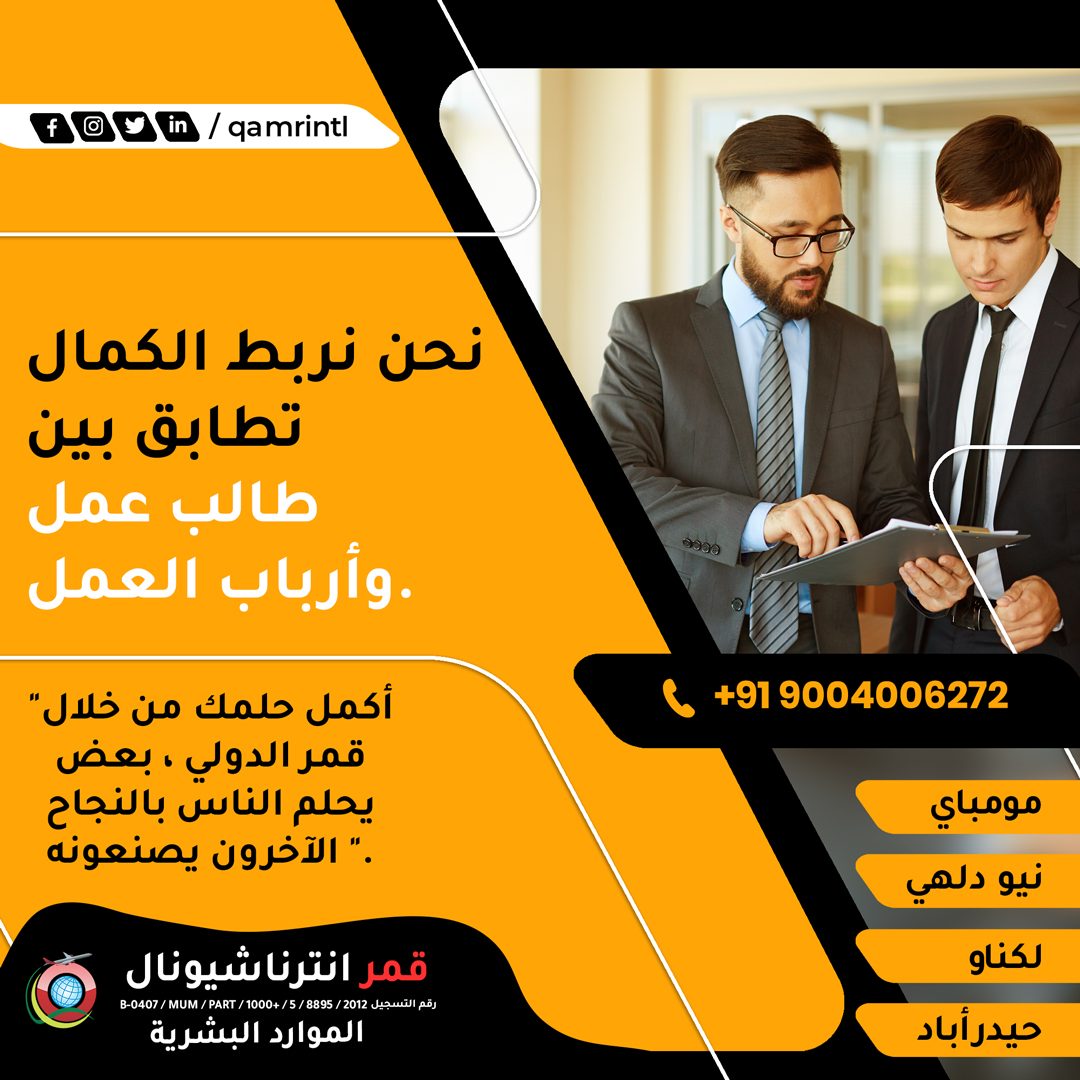 / qamrintl
نحن نربط الكمال
تطابق بين
طالب عمل
وأرباب العمل.
"أكمل حلمك من خلال
قمر الدولي ، بعض
يحلم الناس بالنجاح
الآخرون يصنعونه ".
+91 9004006272
مومباي
نيو دلهي
لكناو
حيدرأباد
قمر انترناشيونال
رقم التسجيل B-0407 / MUM / PART / 1000+ / 5 / 8895 / 2012
الموارد البشرية